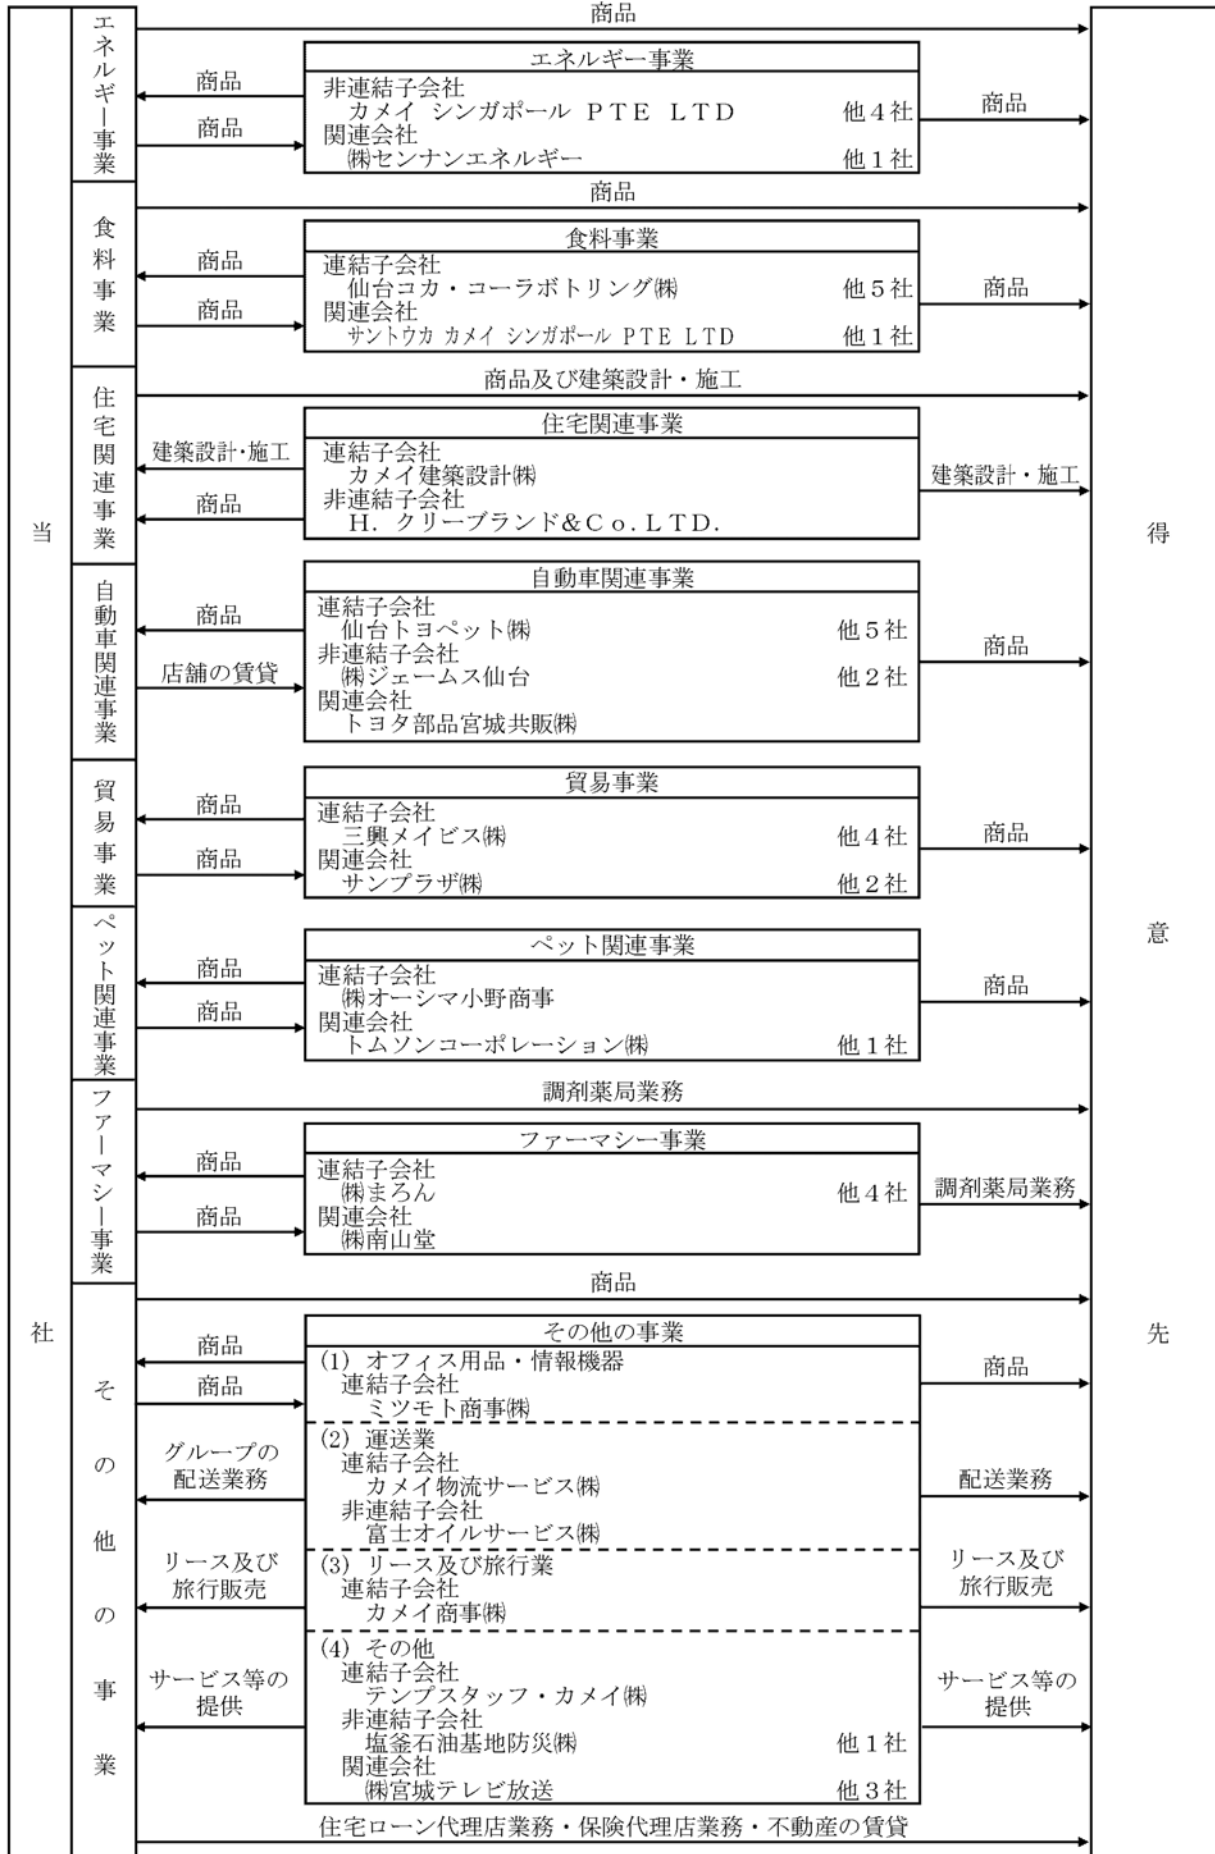 当社
得意先
エネルギー事業
商品
エネルギー事業
商品
商品
非連結子会社
カメイ シンガポール PTE LTD 他4社
関連会社
㈱センナンエネルギー 他1社
商品
食料事業
商品
食料事業
商品
商品
連結子会社
仙台コカ・コーラボトリング㈱ 他5社
関連会社
サントウカ カメイ シンガポール PTE LTD 他1社
商品
住宅関連事業
商品及び建築設計・施工
住宅関連事業
建築設計・施工
商品
連結子会社
カメイ建築設計㈱
非連結子会社
H. クリーブランド&Co.LTD.
建築設計・施工
自動車関連事業
自動車関連事業
商品
店舗の賃貸
連結子会社
仙台トヨペット㈱ 他5社
非連結子会社
㈱ジェームス仙台 他2社
関連会社
トヨタ部品宮城共販㈱
商品
貿易事業
貿易事業
商品
商品
連結子会社
三興メイビス㈱ 他4社
関連会社
サンプラザ㈱ 他2社
商品
ペット関連事業
ペット関連事業
商品
商品
連結子会社
㈱オーシマ小野商事
関連会社
トムソンコーポレーション㈱ 他1社
商品
ファーマシー事業
調剤薬局業務
ファーマシー事業
商品
商品
連結子会社
㈱まろん 他4社
関連会社
㈱南山堂
調剤薬局業務
その他の事業
商品
その他の事業
商品
商品
(1) オフィス用品・情報機器
連結子会社
ミツモト商事㈱
商品
グループの
配送業務
(2) 運送業
連結子会社
カメイ物流サービス㈱
非連結子会社
富士オイルサービス㈱
配送業務
リース及び
旅行販売
(3) リース及び旅行業
連結子会社
カメイ商事㈱
リース及び
旅行販売
サービス等の
提供
(4) その他
連結子会社
テンプスタッフ・カメイ㈱
非連結子会社
塩釜石油基地防災㈱ 他1社
関連会社
㈱宮城テレビ放送 他3社
サービス等の
提供
住宅ローン代理店業務・保険代理店業務・不動産の賃貸